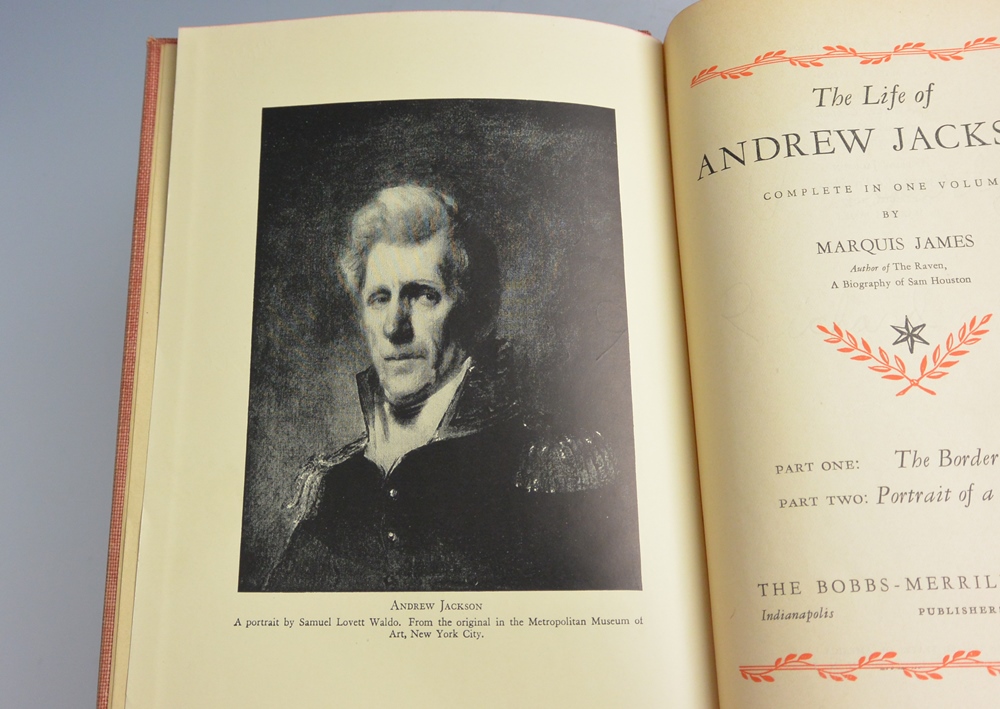 ANDREW JACKSON
A portrait by Samuel Lovett Waldo. From the original in the Metropolitan Museum of
Art, New York City.
The Life of
ANDREW JACKS
COMPLETE IN ONE VOLUM
BY
MARQUIS JAMES
Author of The Raven,
A Biography of Sam Houston
PART ONE: The Border
PART TWO: Portrait of a
THE BOBBS-MERRIL
Indianapolis PUBLISHER